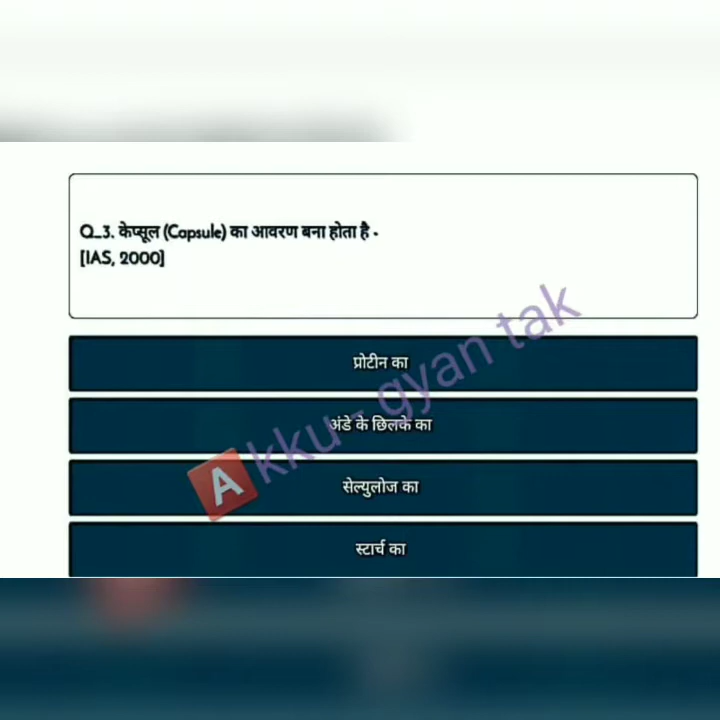 Q_3. केप्सूल (Capsule) का आवरण बना होता है -
[IAS, 2000]
प्रोटीन का
अंडे के छिलके का
सेल्युलोज का
स्टार्च का
Akku - gyan tak